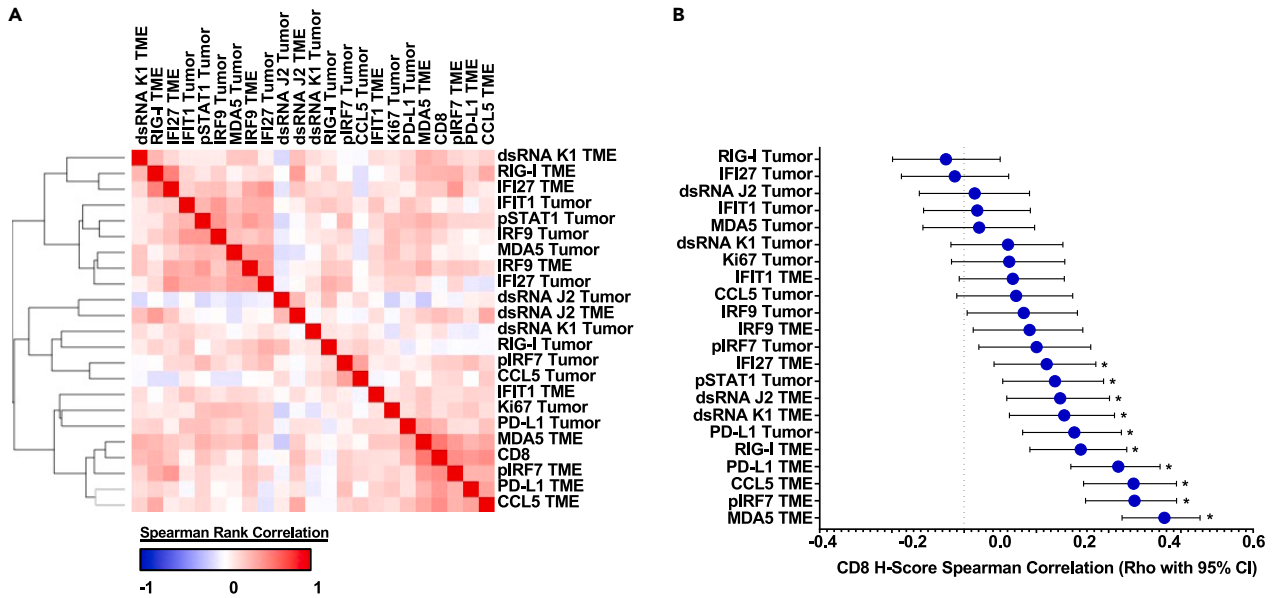 A
dsRNA K1 TME
RIG-I TME
IFI27 TME
IFIT1 Tumor
pSTAT1 Tumor
IRF9 Tumor
MDA5 Tumor
IRF9 TME
IFI27 Tumor
dsRNA J2 Tumor
dsRNA J2 TME
dsRNA K1 Tumor
RIG-I Tumor
pIRF7 Tumor
CCL5 Tumor
IFIT1 TME
Ki67 Tumor
PD-L1 Tumor
MDA5 TME
CD8
pIRF7 TME
PD-L1 TME
CCL5 TME
dsRNA K1 TME
RIG-I TME
IFI27 TME
IFIT1 Tumor
pSTAT1 Tumor
IRF9 Tumor
MDA5 Tumor
IRF9 TME
IFI27 Tumor
dsRNA J2 Tumor
dsRNA J2 TME
dsRNA K1 Tumor
RIG-I Tumor
pIRF7 Tumor
CCL5 Tumor
IFIT1 TME
Ki67 Tumor
PD-L1 Tumor
MDA5 TME
CD8
pIRF7 TME
PD-L1 TME
CCL5 TME
Spearman Rank Correlation
-1 0 1
B
RIG-I Tumor
IFI27 Tumor
dsRNA J2 Tumor
IFIT1 Tumor
MDA5 Tumor
dsRNA K1 Tumor
Ki67 Tumor
IFIT1 TME
CCL5 Tumor
IRF9 Tumor
IRF9 TME
pIRF7 Tumor
IFI27 TME *
pSTAT1 Tumor *
dsRNA J2 TME *
dsRNA K1 TME *
PD-L1 Tumor *
RIG-I TME *
PD-L1 TME *
CCL5 TME *
pIRF7 TME *
MDA5 TME *
-0.4 -0.2 0.0 0.2 0.4 0.6
CD8 H-Score Spearman Correlation (Rho with 95% CI)